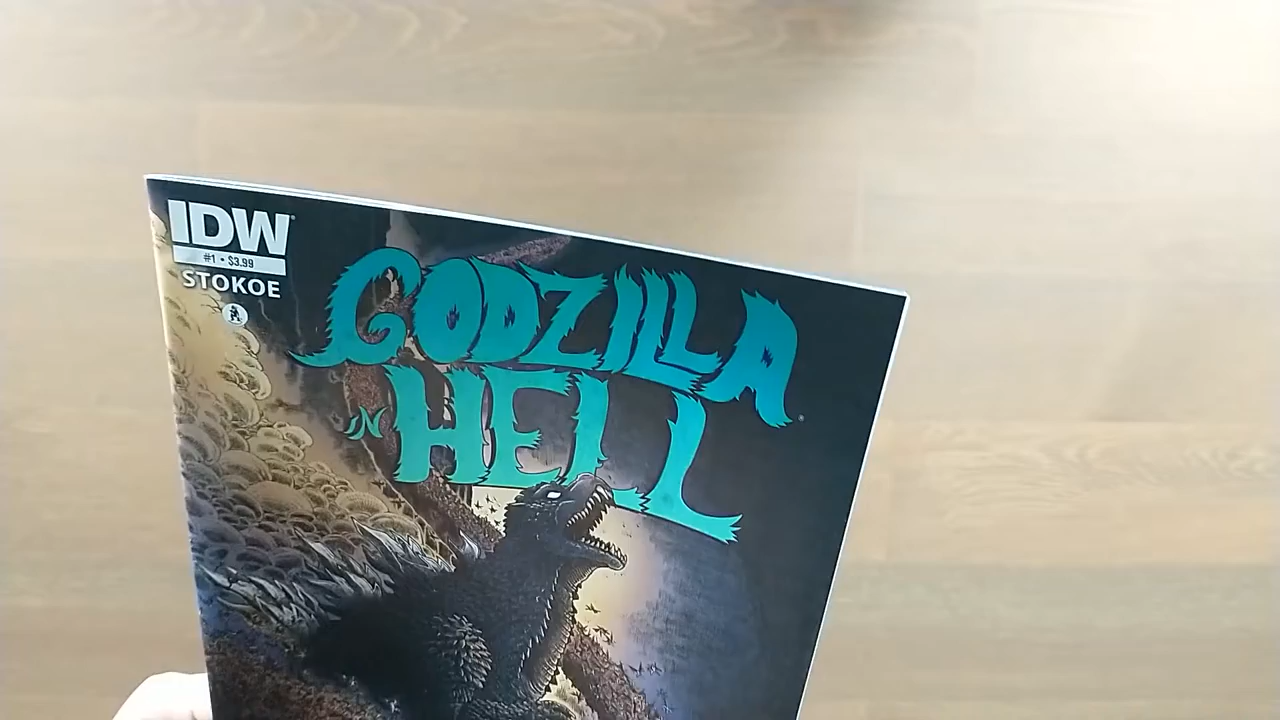 IDW
#1 • $3.99
STOKOE
GODZILLA
IN HELL